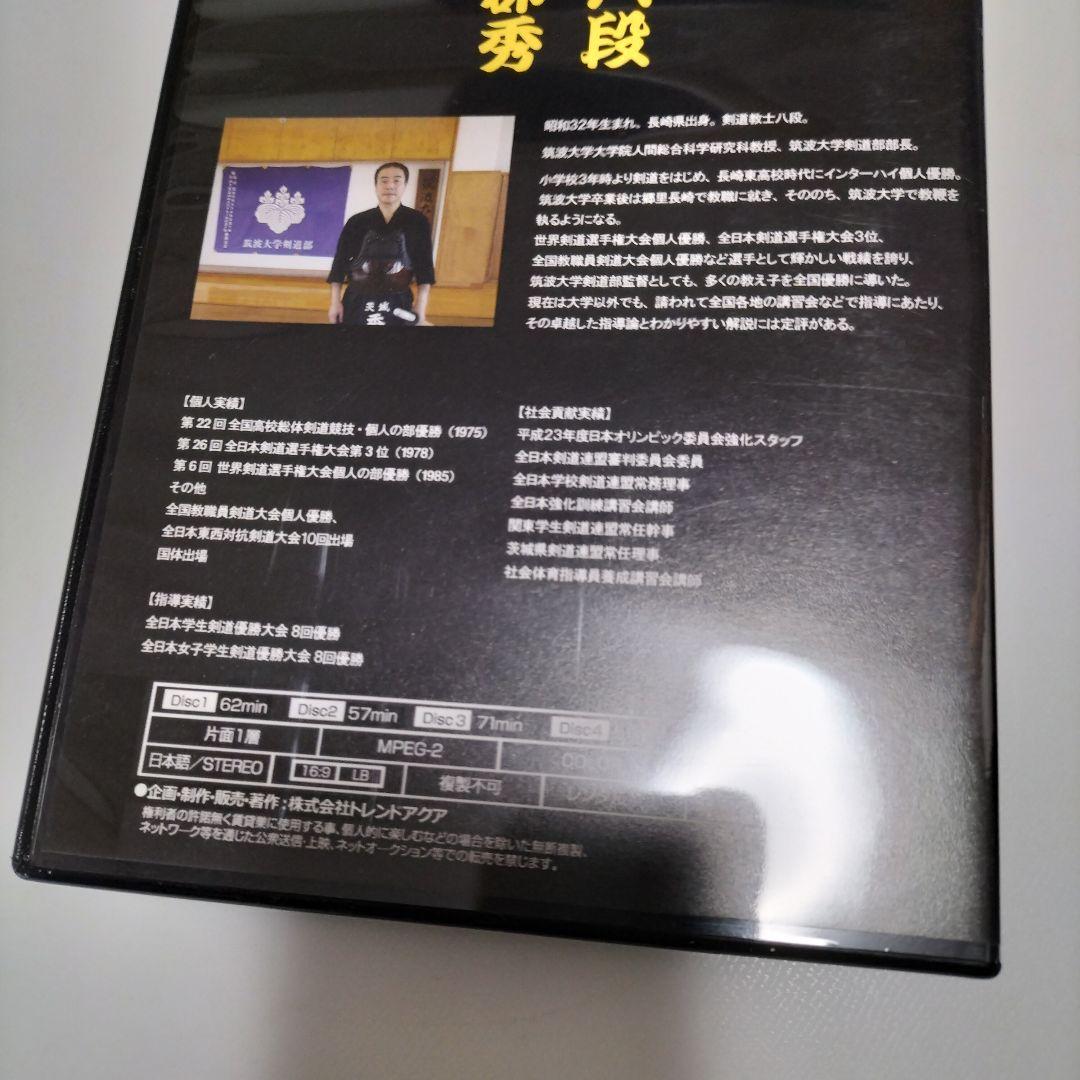 段
秀
昭和32年生まれ。長崎県出身。剣道教士八段。
筑波大学大学院人間総合科学研究科教授、筑波大学剣道部部長。
小学校3年時より剣道をはじめ、長崎東高校時代にインターハイ個人優勝。
筑波大学卒業後は郷里長崎で教職に就き、そののち、筑波大学で教鞭を
執るようになる。
世界剣道選手権大会個人優勝、全日本剣道選手権大会3位、
全国教職員剣道大会個人優勝など選手として輝かしい戦績を誇り、
筑波大学剣道部監督としても、多くの教え子を全国優勝に導いた。
現在は大学以外でも、請われて全国各地の講習会などで指導にあたり、
その卓越した指導論とわかりやすい解説には定評がある。
筑波大学剣道部
茨城
【個人実績】
第22回 全国高校総体剣道競技・個人の部優勝（1975）
第26回 全日本剣道選手権大会第3位（1978）
第6回 世界剣道選手権大会個人の部優勝（1985）
その他
全国教職員剣道大会個人優勝、
全日本東西対抗剣道大会10回出場
国体出場
【指導実績】
全日本学生剣道優勝大会 8回優勝
全日本女子学生剣道優勝大会 8回優勝
【社会貢献実績】
平成23年度日本オリンピック委員会強化スタッフ
全日本剣道連盟審判委員会委員
全日本学校剣道連盟常務理事
全日本強化訓練講習会講師
関東学生剣道連盟常任幹事
茨城県剣道連盟常任理事
社会体育指導員養成講習会講師
Disc1 62min Disc2 57min Disc3 71min Disc4
片面1層 MPEG-2
日本語／STEREO 16:9 LB 複製不可
●企画・制作・販売・著作：株式会社トレントアクア
権利者の許諾無く賃貸業に使用する事、個人的に楽しむなどの場合を除いた無断複製、
ネットワーク等を通じた公衆送信・上映、ネットオークション等での転売を禁じます。